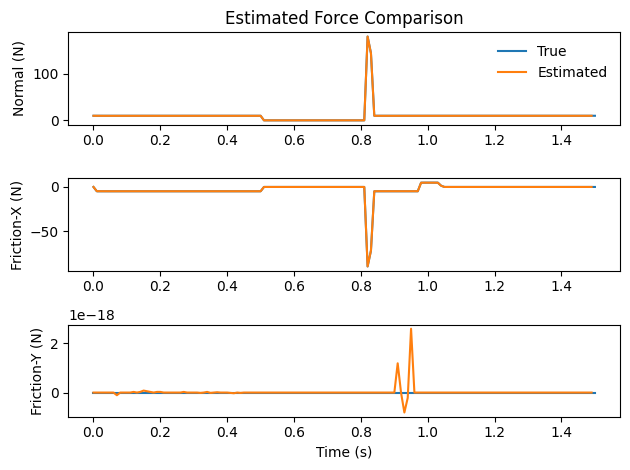 Estimated Force Comparison
Normal (N)
100
0
True
Estimated
0.0 0.2 0.4 0.6 0.8 1.0 1.2 1.4
Friction-X (N)
0
−50
0.0 0.2 0.4 0.6 0.8 1.0 1.2 1.4
1e−18
Friction-Y (N)
2
0
0.0 0.2 0.4 0.6 0.8 1.0 1.2 1.4
Time (s)